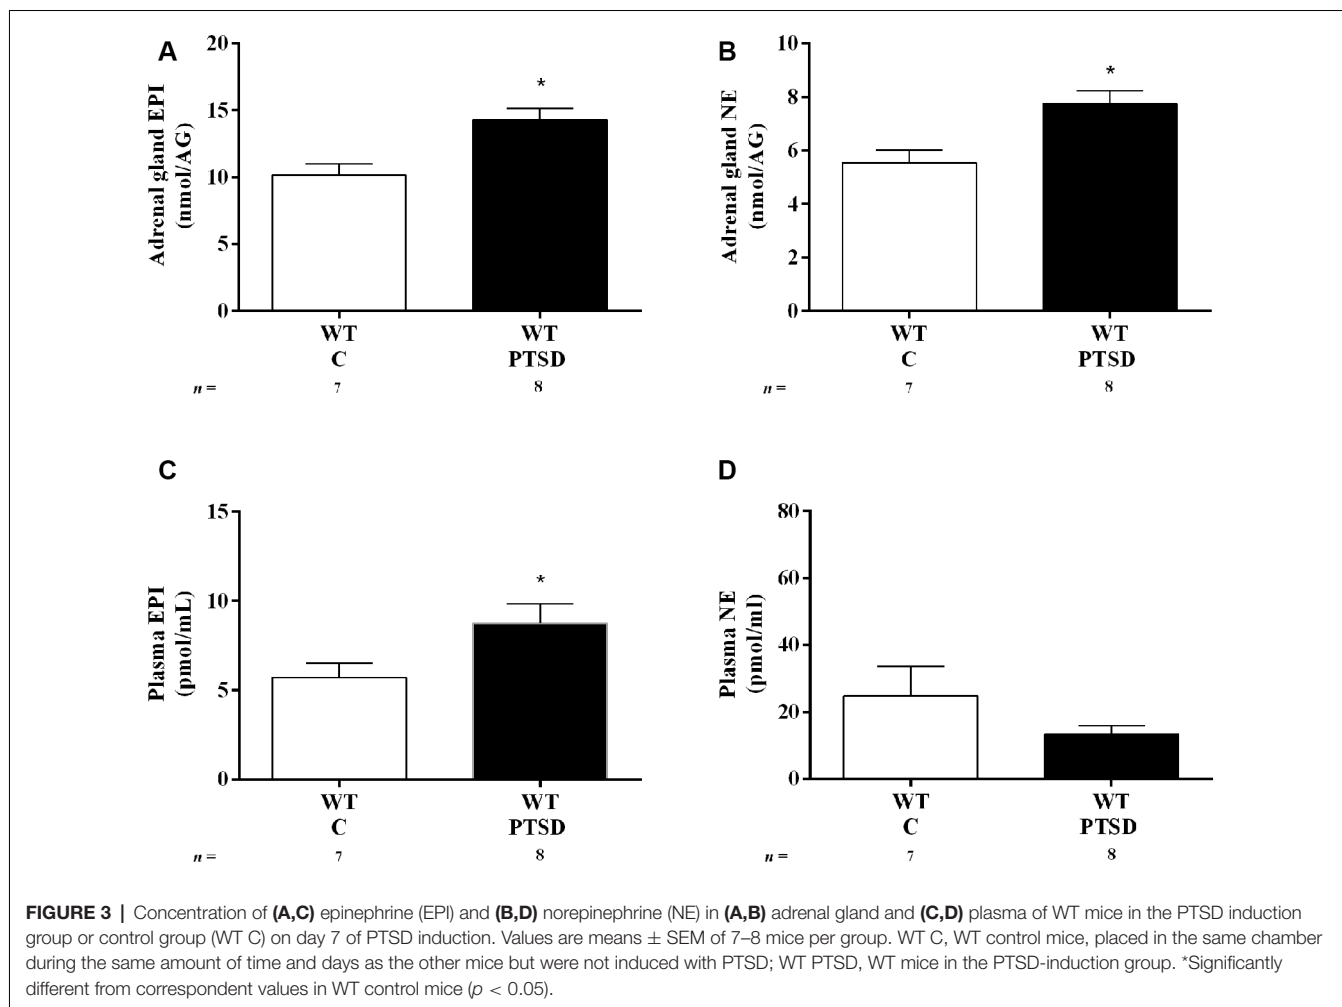 A
20
15
10
5
0
Adrenal gland EPI
(nmol/AG)
*
WT
C
WT
PTSD
n =
7
8
B
10
8
6
4
2
0
Adrenal gland NE
(nmol/AG)
*
WT
C
WT
PTSD
n =
7
8
C
15
10
5
0
Plasma EPI
(pmol/mL)
*
WT
C
WT
PTSD
n =
7
8
D
80
60
40
20
0
Plasma NE
(pmol/ml)
WT
C
WT
PTSD
n =
7
8
FIGURE 3 | Concentration of (A,C) epinephrine (EPI) and (B,D) norepinephrine (NE) in (A,B) adrenal gland and (C,D) plasma of WT mice in the PTSD induction
group or control group (WT C) on day 7 of PTSD induction. Values are means ± SEM of 7–8 mice per group. WT C, WT control mice, placed in the same chamber
during the same amount of time and days as the other mice but were not induced with PTSD; WT PTSD, WT mice in the PTSD-induction group. *Significantly
different from correspondent values in WT control mice (p < 0.05).